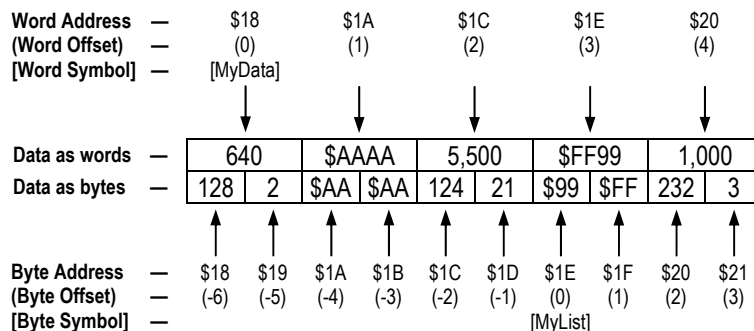 Word Address — $18 $1A $1C $1E $20
(Word Offset) — (0) (1) (2) (3) (4)
[Word Symbol] — [MyData]
Data as words — 640 $AAAA 5,500 $FF99 1,000
Data as bytes — 128 2 $AA $AA 124 21 $99 $FF 232 3
Byte Address — $18 $19 $1A $1B $1C $1D $1E $1F $20 $21
(Byte Offset) — (-6) (-5) (-4) (-3) (-2) (-1) (0) (1) (2) (3)
[Byte Symbol] — [MyList]